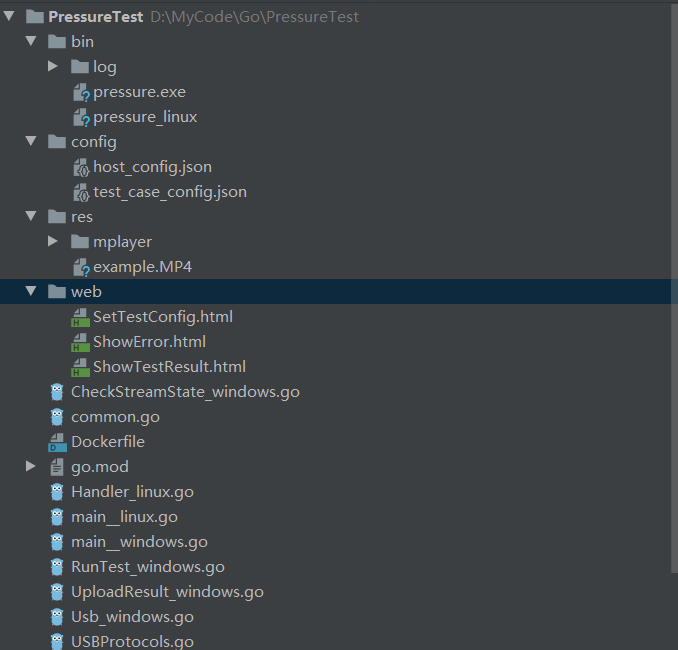 PressureTest D:\MyCode\Go\PressureTest
bin
log
pressure.exe
pressure_linux
config
host_config.json
test_case_config.json
res
mplayer
example.MP4
web
SetTestConfig.html
ShowError.html
ShowTestResult.html
CheckStreamState_windows.go
common.go
Dockerfile
go.mod
Handler_linux.go
main__linux.go
main__windows.go
RunTest_windows.go
UploadResult_windows.go
Usb_windows.go
USBProtocols.go